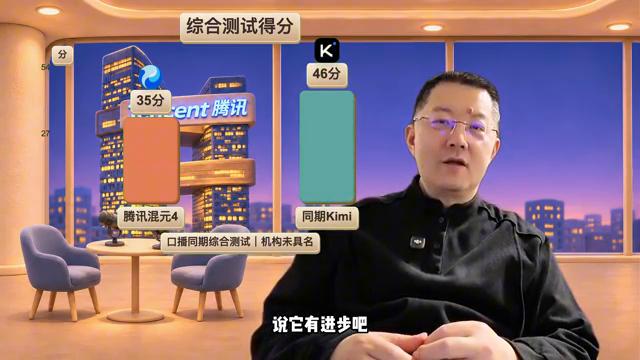 综合测试得分
分
54
27
K
46分
35分
Tencent 腾讯
腾讯混元4
同期Kimi
口播同期综合测试｜机构未具名
说它有进步吧